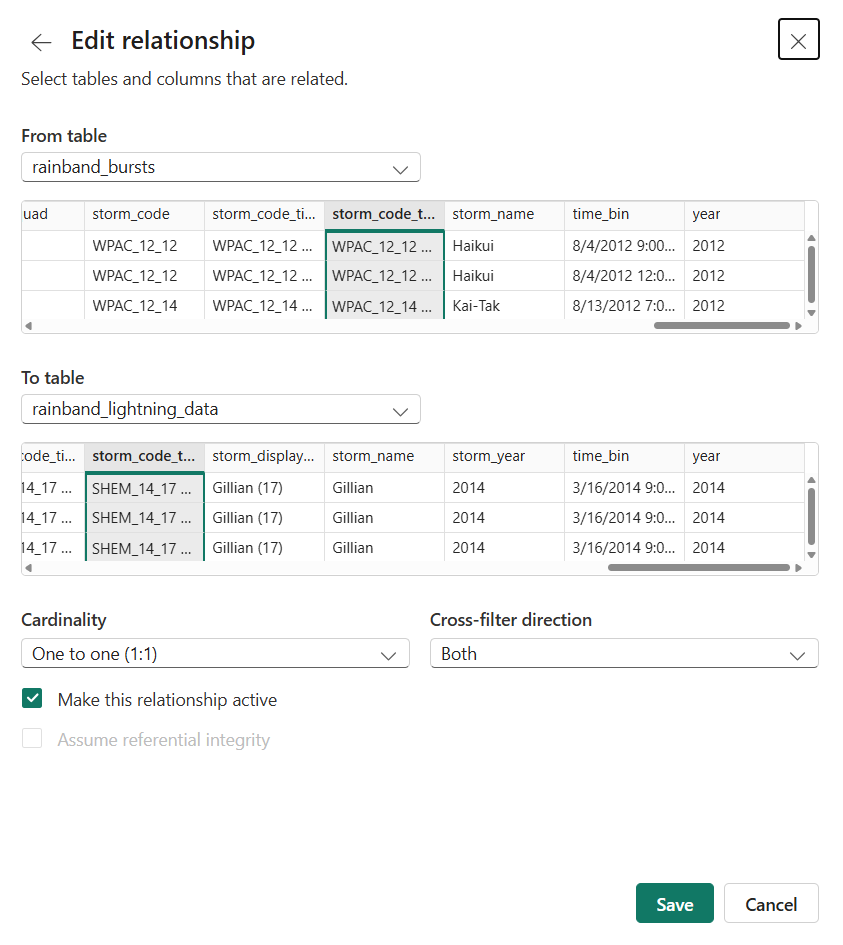 Edit relationship
Select tables and columns that are related.
From table
rainband_bursts
uad storm_code storm_code_ti... storm_code_t... storm_name time_bin year
WPAC_12_12 WPAC_12_12 ... WPAC_12_12 ... Haikui 8/4/2012 9:00... 2012
WPAC_12_12 WPAC_12_12 ... WPAC_12_12 ... Haikui 8/4/2012 12:0... 2012
WPAC_12_14 WPAC_12_14 ... WPAC_12_14 ... Kai-Tak 8/13/2012 7:0... 2012
To table
rainband_lightning_data
code_ti... storm_code_t... storm_display... storm_name storm_year time_bin year
14_17 ... SHEM_14_17 ... Gillian (17) Gillian 2014 3/16/2014 9:0... 2014
14_17 ... SHEM_14_17 ... Gillian (17) Gillian 2014 3/16/2014 9:0... 2014
14_17 ... SHEM_14_17 ... Gillian (17) Gillian 2014 3/16/2014 9:0... 2014
Cardinality Cross-filter direction
One to one (1:1) Both
Make this relationship active
Assume referential integrity
Save Cancel